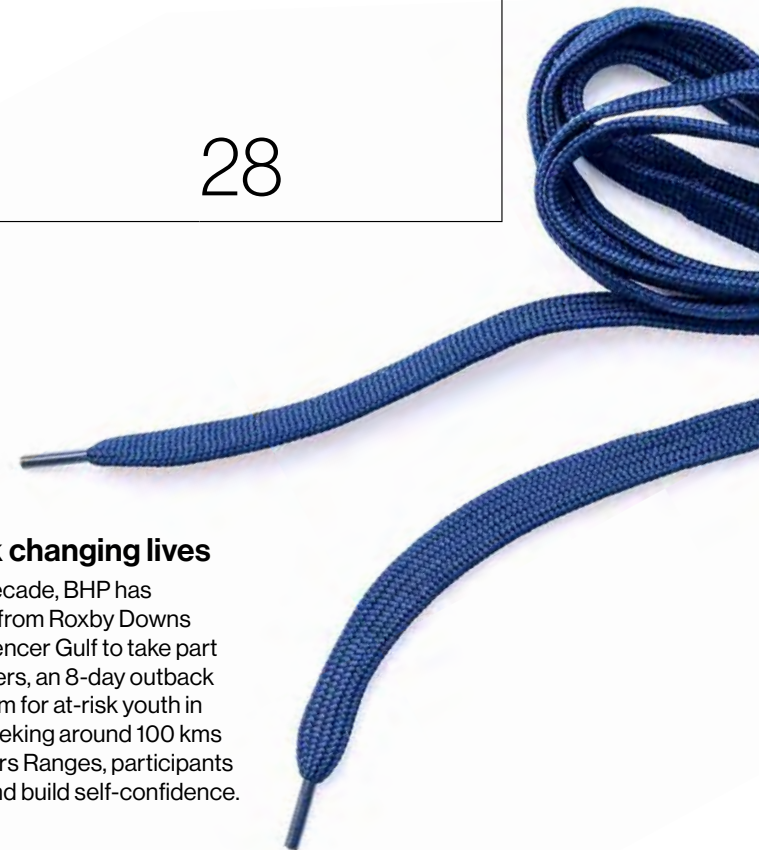 28
changing lives
ecade, BHP has
from Roxby Downs
encer Gulf to take part
ers, an 8-day outback
m for at-risk youth in
eking around 100 kms
rs Ranges, participants
nd build self-confidence.